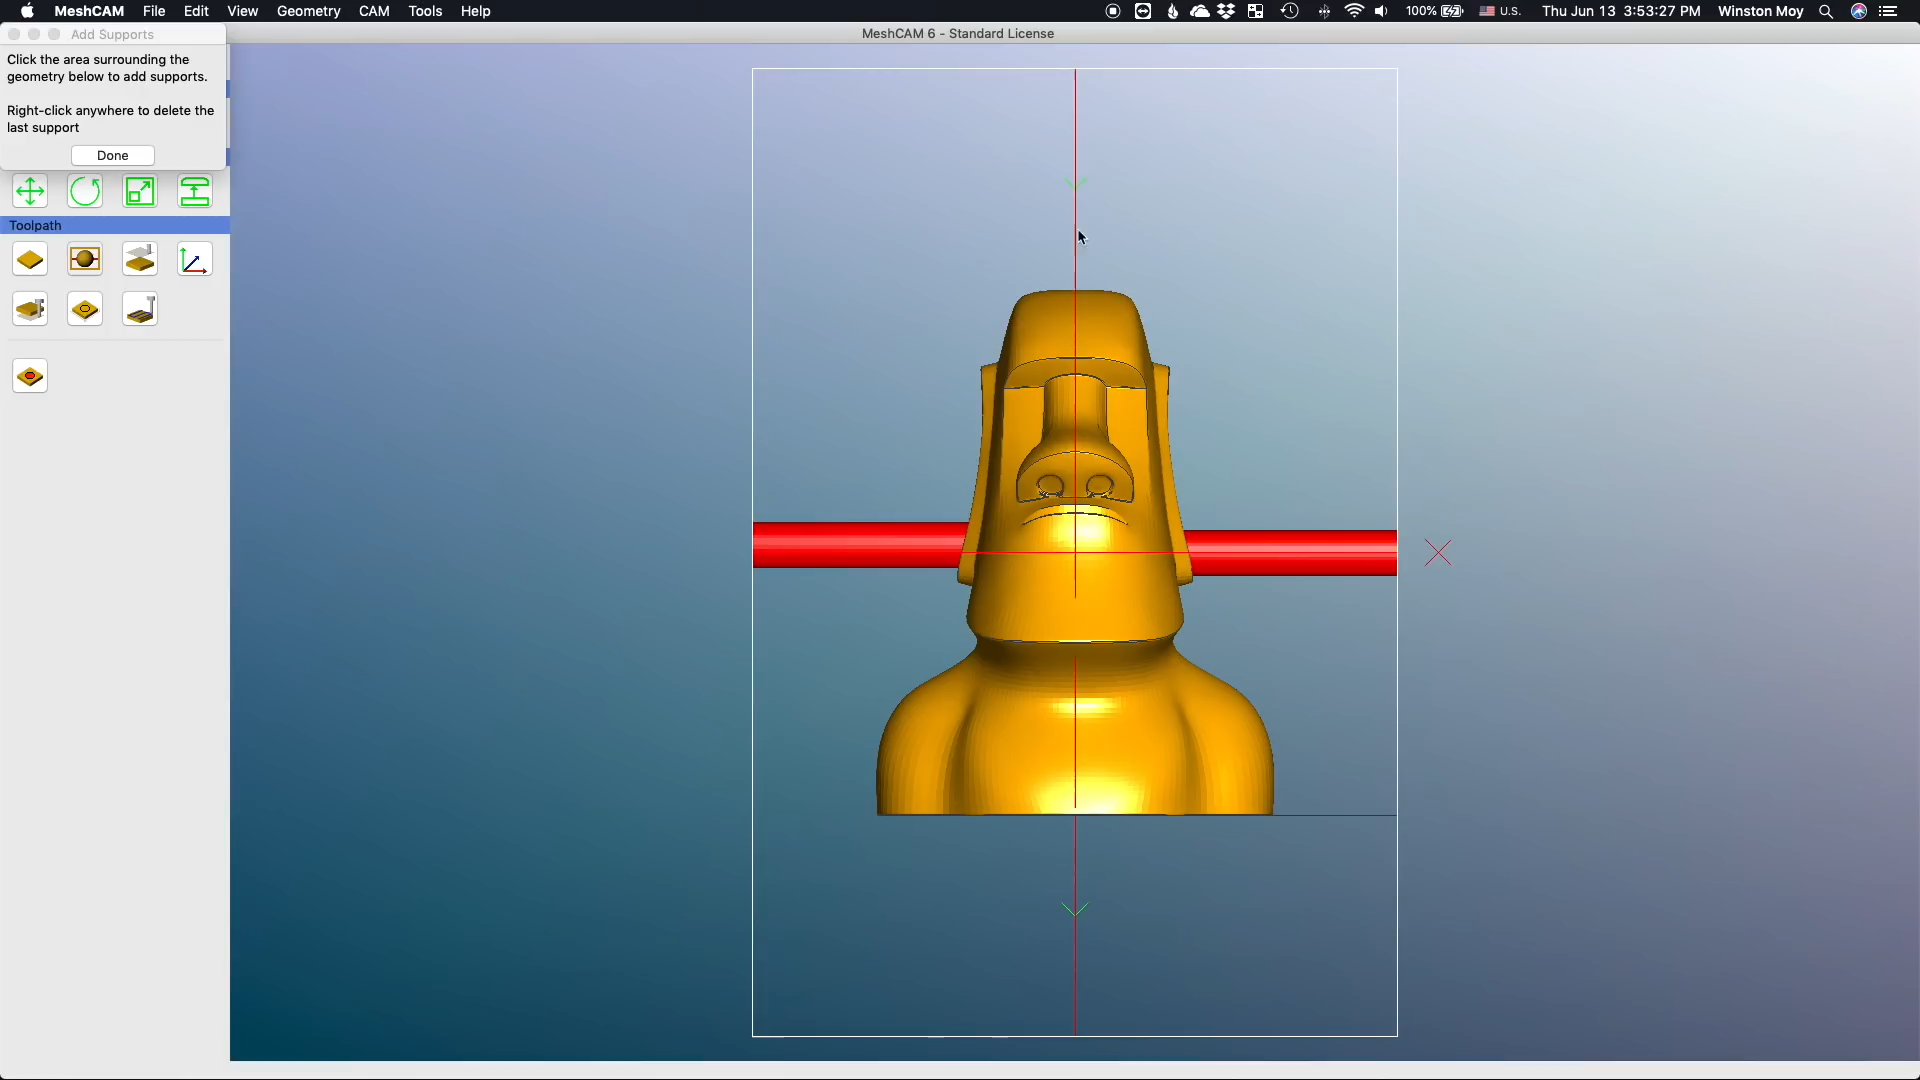 MeshCAM File Edit View Geometry CAM Tools Help 100% U.S. Thu Jun 13 3:53:27 PM Winston Moy
Add Supports
MeshCAM 6 - Standard License
Click the area surrounding the
geometry below to add supports.
Right-click anywhere to delete the
last support
Done
Toolpath